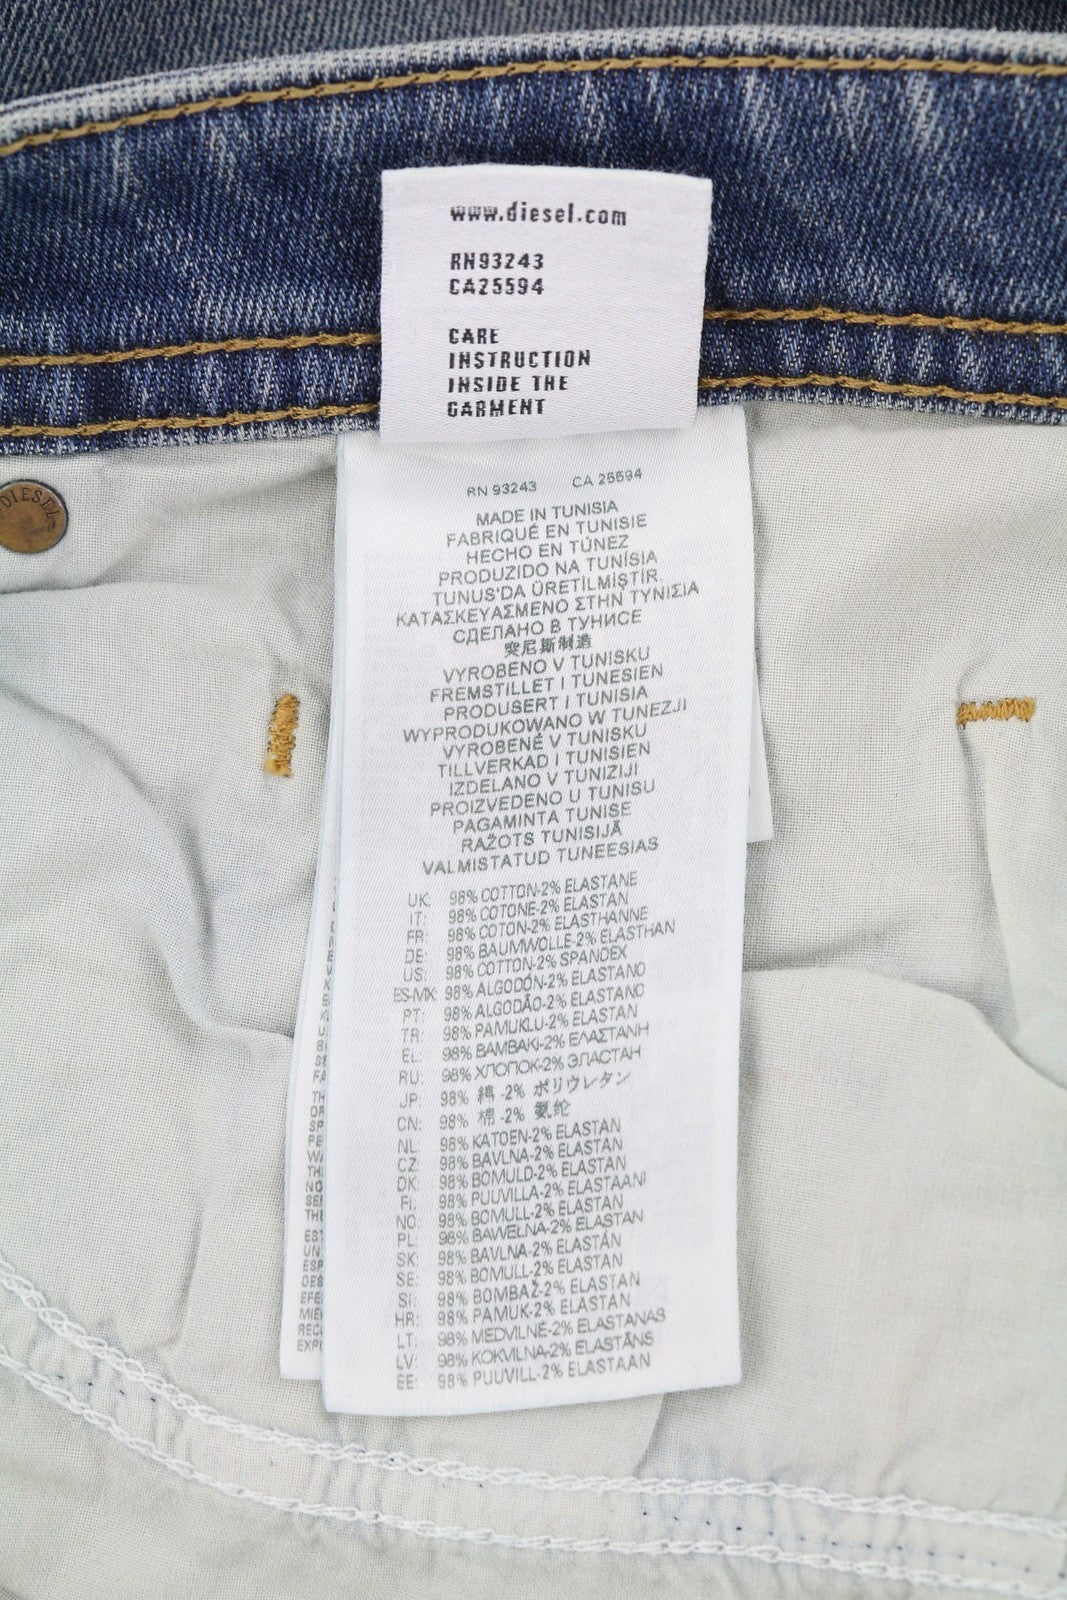 www.diesel.com
RN93243
CA25594
CARE
INSTRUCTION
INSIDE THE
GARMENT
DIESEL
RN 93243 CA 25594
MADE IN TUNISIA
FABRIQUÉ EN TUNISIE
HECHO EN TÚNEZ
PRODUZIDO NA TUNÍSIA
TUNUS'DA ÜRETİLMİŞTİR.
ΚΑΤΑΣΚΕΥΑΣΜΕΝΟ ΣΤΗΝ ΤΥΝΙΣΙΑ
СДЕЛАНО В ТУНИСЕ
突尼斯制造
VYROBENO V TUNISKU
FREMSTILLET I TUNESIEN
PRODUSERT I TUNISIA
WYPRODUKOWANO W TUNEZJI
VYROBENÉ V TUNISKU
TILLVERKAD I TUNISIEN
IZDELANO V TUNIZIJI
PROIZVEDENO U TUNISU
PAGAMINTA TUNISE
RAŽOTS TUNISIJĀ
VALMISTATUD TUNEESIAS
UK: 98% COTTON-2% ELASTANE
IT: 98% COTONE-2% ELASTAN
FR: 98% COTON-2% ELASTHANNE
DE: 98% BAUMWOLLE-2% ELASTHAN
US: 98% COTTON-2% SPANDEX
ES-MX: 98% ALGODÓN-2% ELASTANO
PT: 98% ALGODÃO-2% ELASTANO
TR: 98% PAMUKLU-2% ELASTAN
EL: 98% ΒΑΜΒΑΚΙ-2% ΕΛΑΣΤΑΝΗ
RU: 98% ХЛОПОК-2% ЭЛАСТАН
JP: 98% 綿 -2% ポリウレタン
CN: 98% 棉 -2% 氨纶
NL: 98% KATOEN-2% ELASTAN
CZ: 98% BAVLNA-2% ELASTAN
DK: 98% BOMULD-2% ELASTAN
FI: 98% PUUVILLA-2% ELASTAANI
NO: 98% BOMULL-2% ELASTAN
PL: 98% BAWEŁNA-2% ELASTAN
SK: 98% BAVLNA-2% ELASTÁN
SE: 98% BOMULL-2% ELASTAN
SI: 98% BOMBAŽ-2% ELASTAN
HR: 98% PAMUK-2% ELASTAN
LT: 98% MEDVILNĖ-2% ELASTANAS
LV: 98% KOKVILNA-2% ELASTĀNS
EE: 98% PUUVILL-2% ELASTAAN